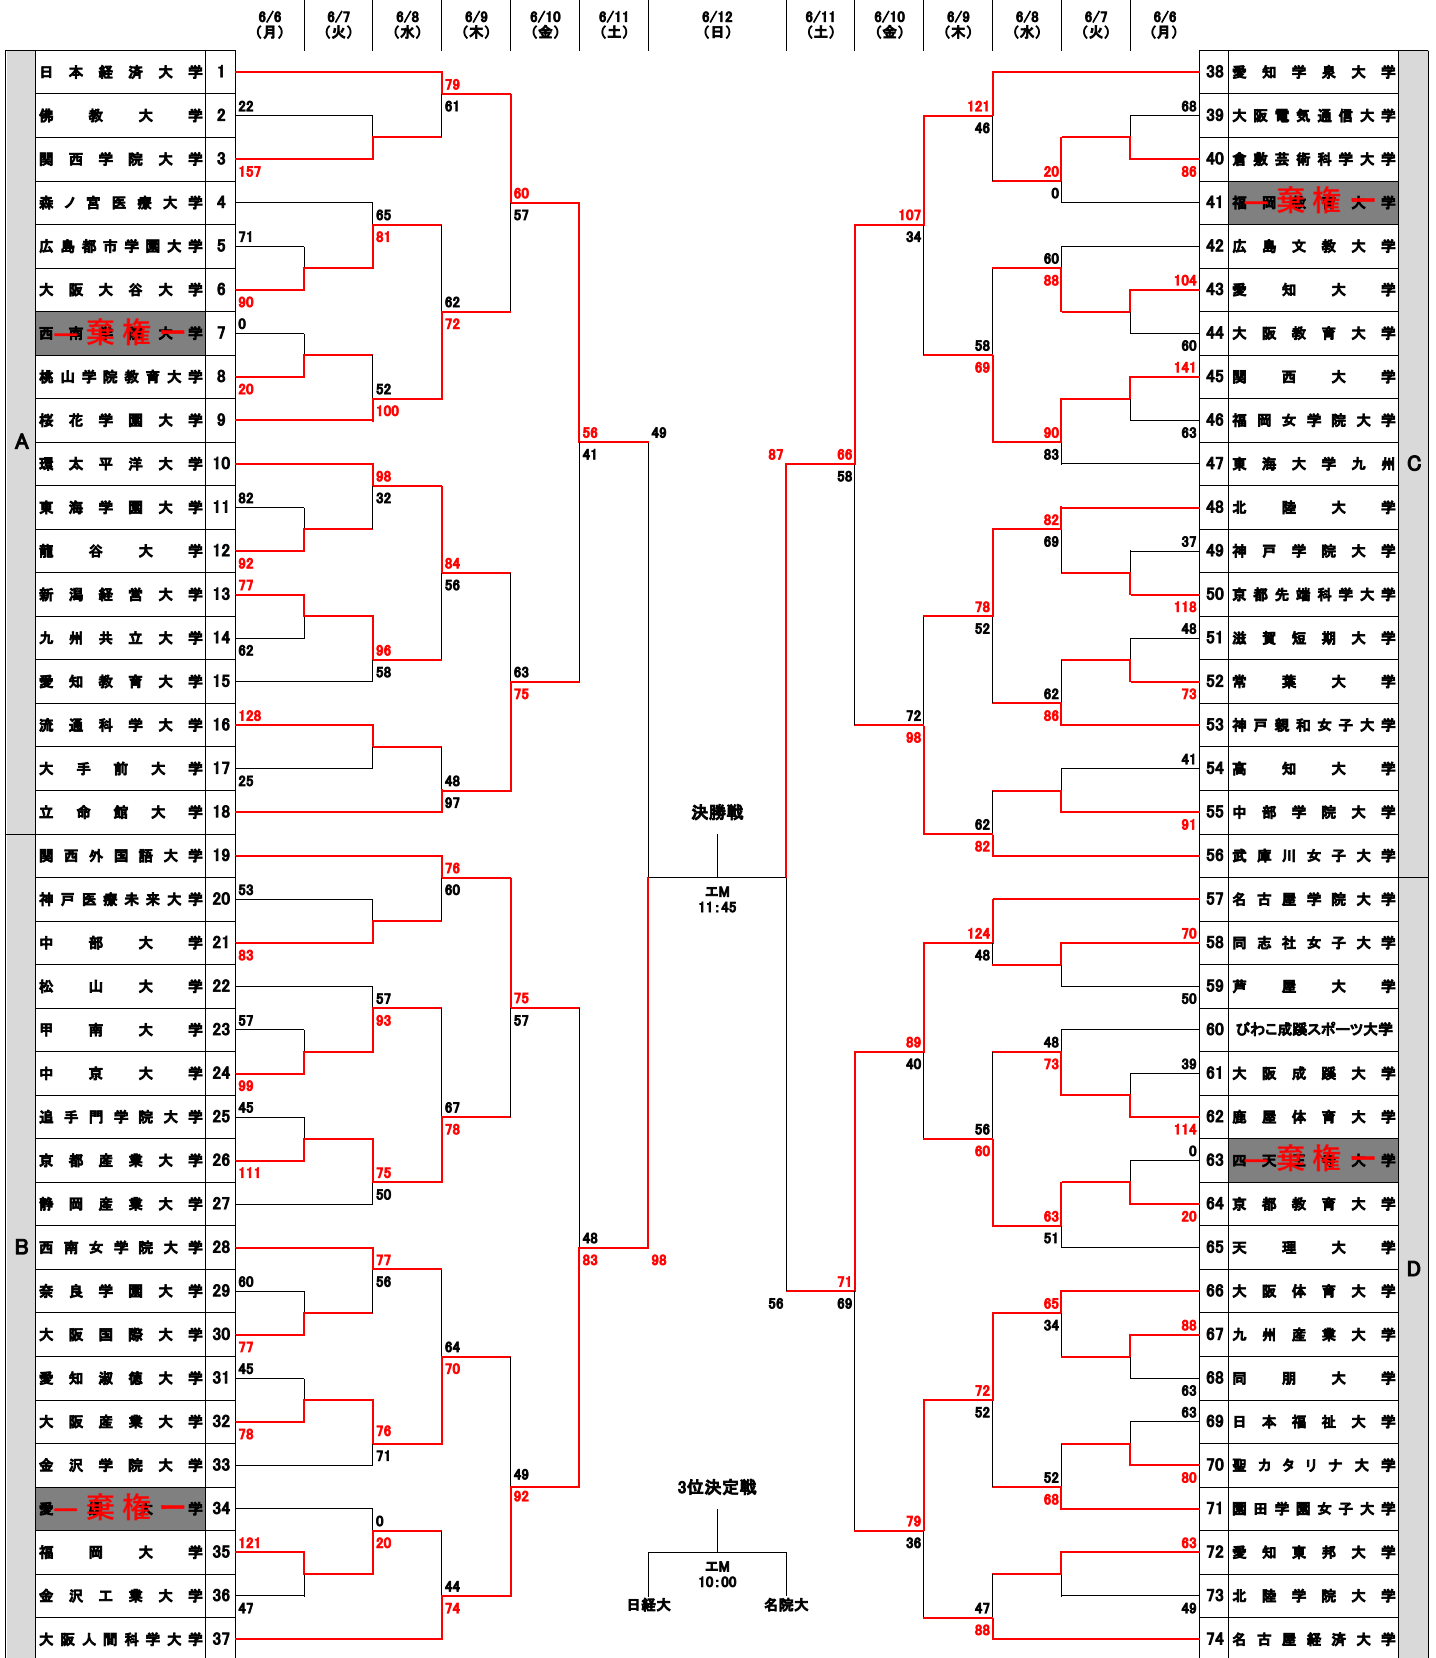 6/6 6/7 6/8 6/9 6/10 6/11 6/12 6/11 6/10 6/9 6/8 6/7 6/6
（月） （火） （水） （木） （金） （土） （日） （土） （金） （木） （水） （火） （月）
A
日本経済大学 1
佛教大学 2
関西学院大学 3
森ノ宮医療大学 4
広島都市学園大学 5
大阪大谷大学 6
西南学院大学 7
棄権
桃山学院教育大学 8
桜花学園大学 9
環太平洋大学 10
東海学園大学 11
龍谷大学 12
新潟経営大学 13
九州共立大学 14
愛知教育大学 15
流通科学大学 16
大手前大学 17
立命館大学 18
B
関西外国語大学 19
神戸医療未来大学 20
中部大学 21
松山大学 22
甲南大学 23
中京大学 24
追手門学院大学 25
京都産業大学 26
静岡産業大学 27
西南女学院大学 28
奈良学園大学 29
大阪国際大学 30
愛知淑徳大学 31
大阪産業大学 32
金沢学院大学 33
愛媛大学 34
棄権
福岡大学 35
金沢工業大学 36
大阪人間科学大学 37
22
157
71
90
0
20
82
92
77
62
128
25
53
83
57
99
45
111
60
77
45
78
121
47
65
81
52
100
98
32
96
58
57
93
75
50
77
56
76
71
0
20
79
61
62
72
84
56
48
97
76
60
67
78
64
70
44
74
60
57
63
75
75
57
49
92
56
41
48
83
49
98
決勝戦
エM
11:45
3位決定戦
エM
10:00
日経大 名院大
87
56
66
58
71
69
107
34
72
98
89
40
79
36
121
46
58
69
78
52
62
82
124
48
56
60
72
52
47
88
20
0
60
88
90
83
82
69
62
86
48
73
63
51
65
34
52
68
68
86
104
60
141
63
37
118
48
73
41
91
70
50
39
114
0
20
88
63
63
80
63
49
C
38 愛知学泉大学
39 大阪電気通信大学
40 倉敷芸術科学大学
41 福岡教育大学
棄権
42 広島文教大学
43 愛知大学
44 大阪教育大学
45 関西大学
46 福岡女学院大学
47 東海大学九州
48 北陸大学
49 神戸学院大学
50 京都先端科学大学
51 滋賀短期大学
52 常葉大学
53 神戸親和女子大学
54 高知大学
55 中部学院大学
56 武庫川女子大学
D
57 名古屋学院大学
58 同志社女子大学
59 芦屋大学
60 びわこ成蹊スポーツ大学
61 大阪成蹊大学
62 鹿屋体育大学
63 四天王寺大学
棄権
64 京都教育大学
65 天理大学
66 大阪体育大学
67 九州産業大学
68 同朋大学
69 日本福祉大学
70 聖カタリナ大学
71 園田学園女子大学
72 愛知東邦大学
73 北陸学院大学
74 名古屋経済大学